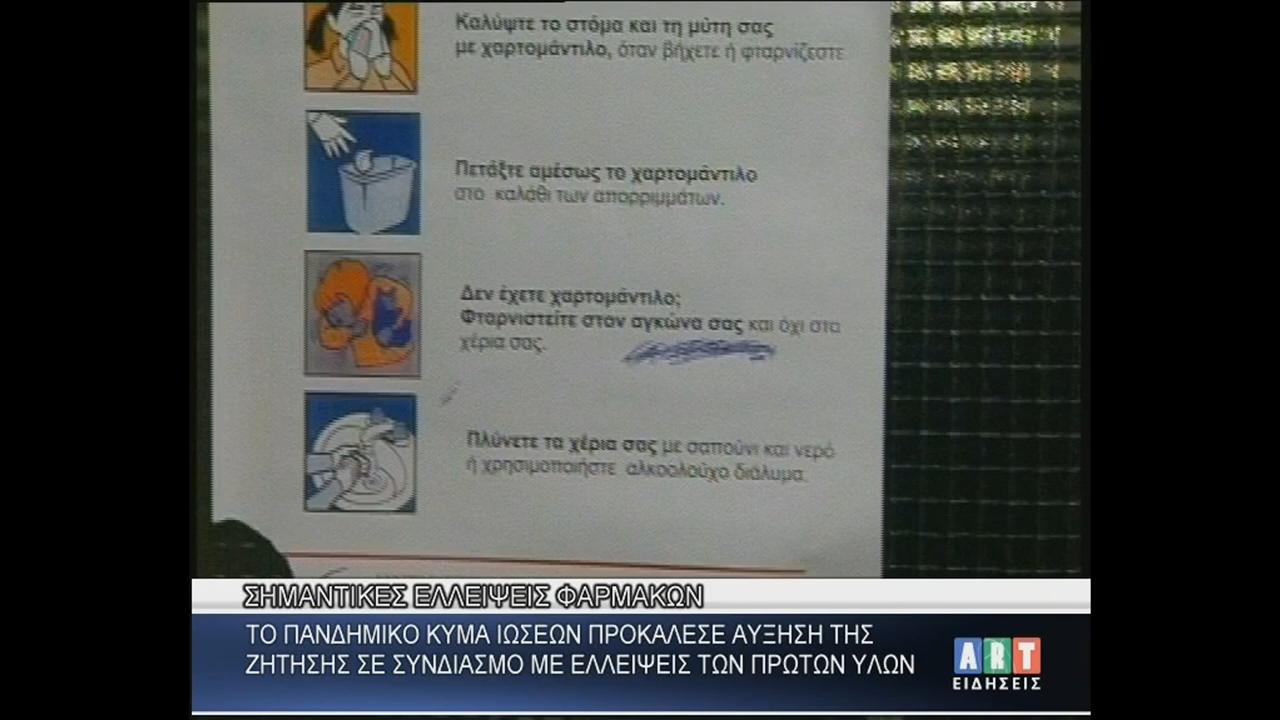 Καλύψτε το στόμα και τη μύτη σας
με χαρτομάντιλο, όταν βήχετε ή φταρνίζεστε
Πετάξτε αμέσως το χαρτομάντιλο
στο καλάθι των απορριμμάτων.
Δεν έχετε χαρτομάντιλο;
Φταρνιστείτε στον αγκώνα σας και όχι στα
χέρια σας.
Πλύνετε τα χέρια σας με σαπούνι και νερό
ή χρησιμοποιήστε αλκοολούχο διάλυμα.
ΣΗΜΑΝΤΙΚΕΣ ΕΛΛΕΙΨΕΙΣ ΦΑΡΜΑΚΩΝ
ΤΟ ΠΑΝΔΗΜΙΚΟ ΚΥΜΑ ΙΩΣΕΩΝ ΠΡΟΚΑΛΕΣΕ ΑΥΞΗΣΗ ΤΗΣ
ΖΗΤΗΣΗΣ ΣΕ ΣΥΝΔΙΑΣΜΟ ΜΕ ΕΛΛΕΙΨΕΙΣ ΤΩΝ ΠΡΩΤΩΝ ΥΛΩΝ
ART
ΕΙΔΗΣΕΙΣ